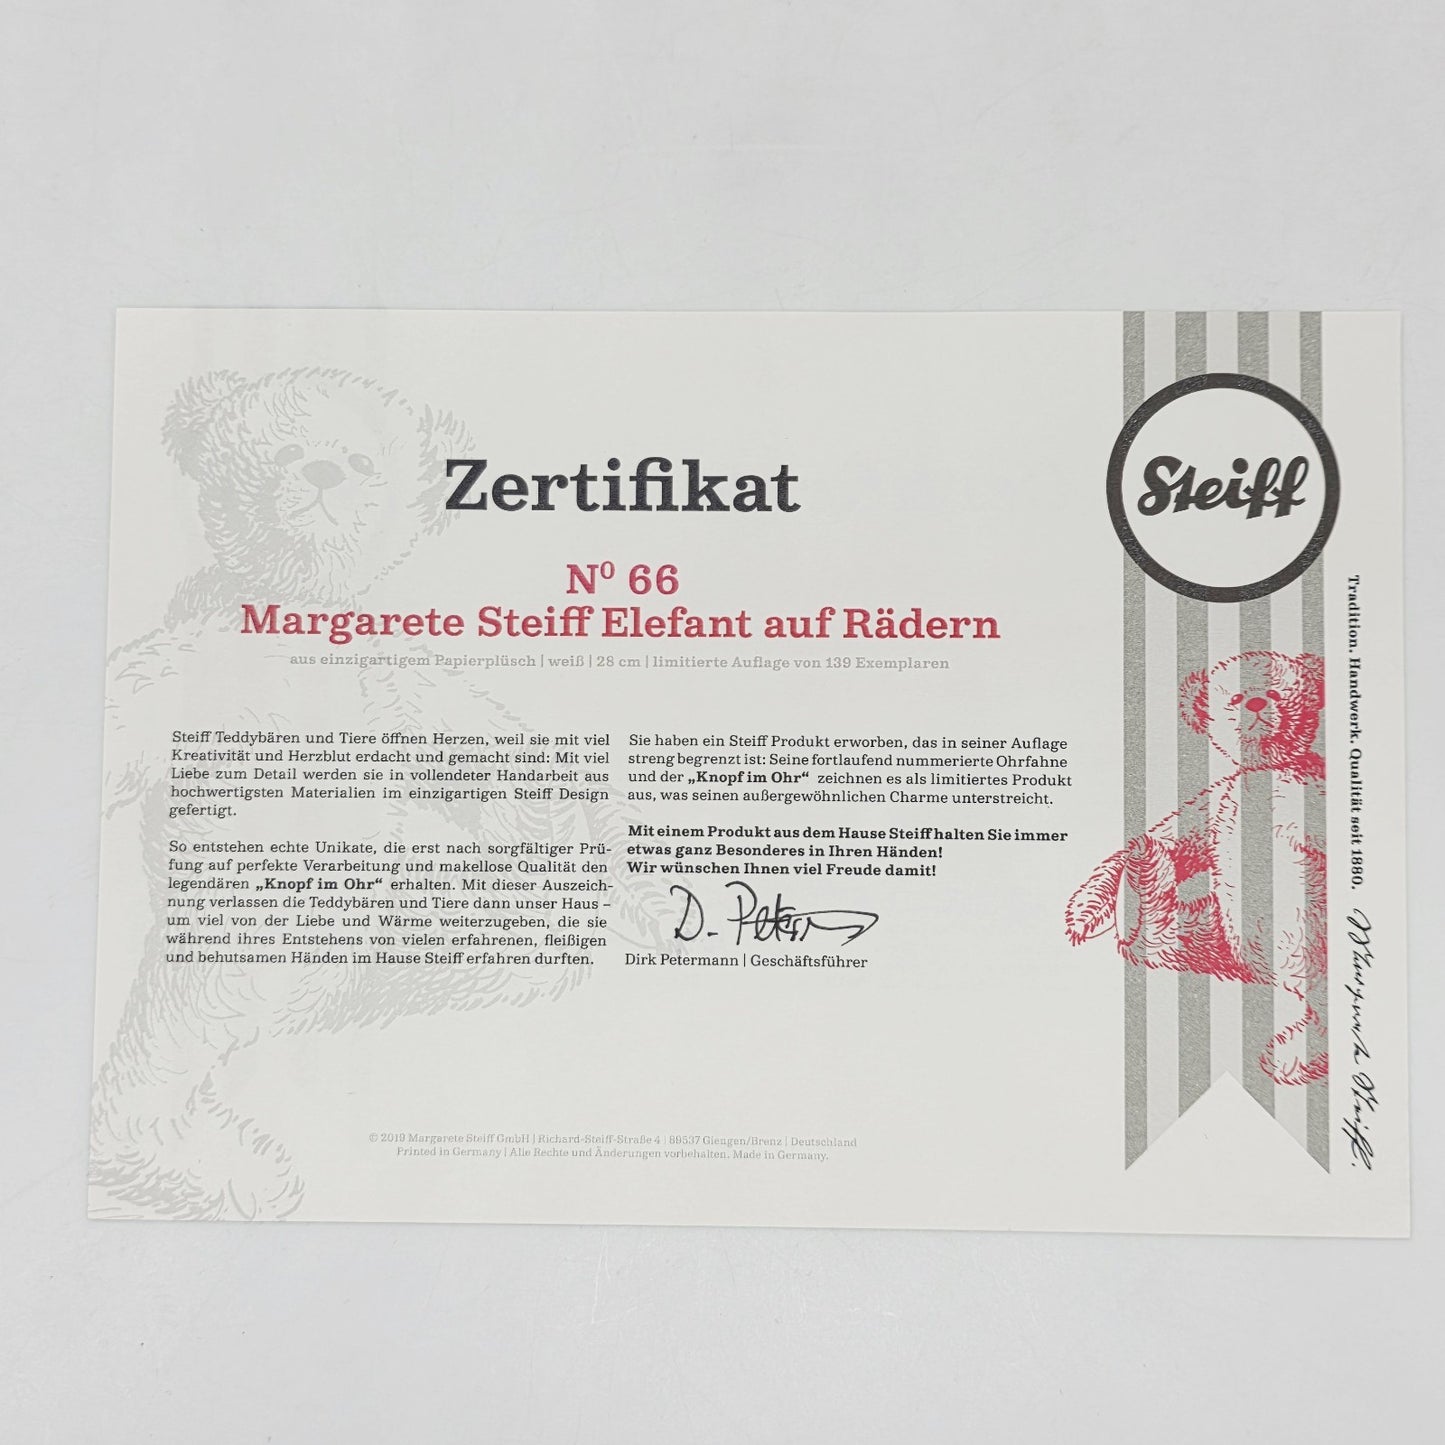 Zertifikat
Nº 66
Margarete Steiff Elefant auf Rädern
aus einzigartigem Papierplüsch | weiß | 28 cm | limitierte Auflage von 139 Exemplaren
Steiff Teddybären und Tiere öffnen Herzen, weil sie mit viel
Kreativität und Herzblut erdacht und gemacht sind: Mit viel
Liebe zum Detail werden sie in vollendeter Handarbeit aus
hochwertigsten Materialien im einzigartigen Steiff Design
gefertigt.
So entstehen echte Unikate, die erst nach sorgfältiger Prü-
fung auf perfekte Verarbeitung und makellose Qualität den
legendären „Knopf im Ohr“ erhalten. Mit dieser Auszeich-
nung verlassen die Teddybären und Tiere dann unser Haus –
um viel von der Liebe und Wärme weiterzugeben, die sie
während ihres Entstehens von vielen erfahrenen, fleißigen
und behutsamen Händen im Hause Steiff erfahren durften.
Sie haben ein Steiff Produkt erworben, das in seiner Auflage
streng begrenzt ist: Seine fortlaufend nummerierte Ohrfahne
und der „Knopf im Ohr“ zeichnen es als limitiertes Produkt
aus, was seinen außergewöhnlichen Charme unterstreicht.
Mit einem Produkt aus dem Hause Steiff halten Sie immer
etwas ganz Besonderes in Ihren Händen!
Wir wünschen Ihnen viel Freude damit!
D. Petermann
Dirk Petermann | Geschäftsführer
© 2019 Margarete Steiff GmbH | Richard-Steiff-Straße 4 | 89537 Giengen/Brenz | Deutschland
Printed in Germany | Alle Rechte und Änderungen vorbehalten. Made in Germany.
Steiff
Tradition. Handwerk. Qualität seit 1880.
Margarete Steiff.